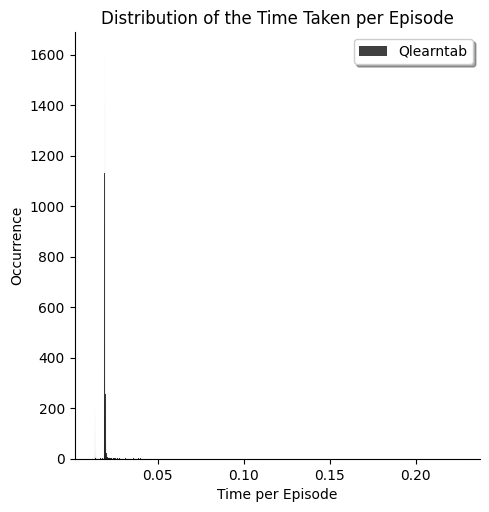 Distribution of the Time Taken per Episode
Qlearntab
1600
1400
1200
1000
800
600
400
200
0
Occurrence
0.05 0.10 0.15 0.20
Time per Episode